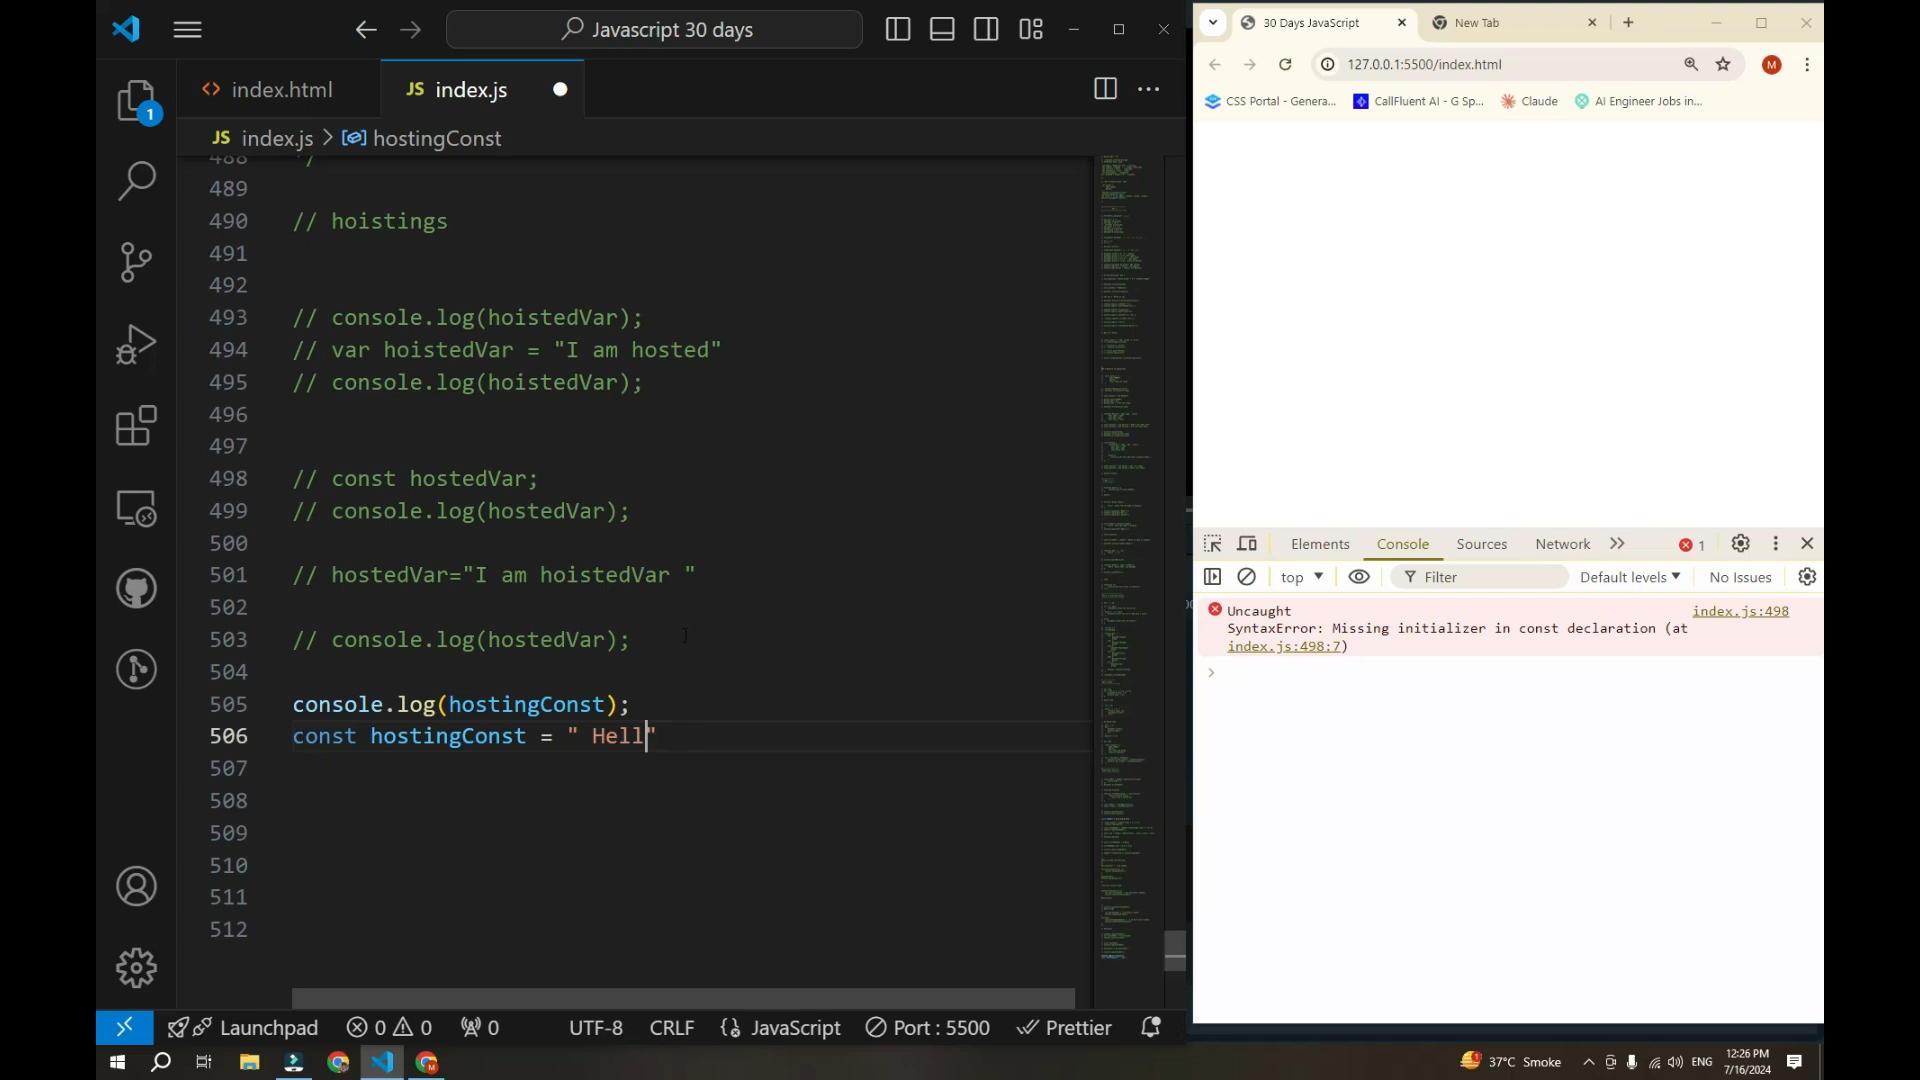 Javascript 30 days
index.html
JS index.js
JS index.js > hostingConst
488 */
489
490 // hoistings
491
492
493 // console.log(hoistedVar);
494 // var hoistedVar = "I am hosted"
495 // console.log(hoistedVar);
496
497
498 // const hostedVar;
499 // console.log(hostedVar);
500
501 // hostedVar="I am hoistedVar "
502
503 // console.log(hostedVar);
504
505 console.log(hostingConst);
506 const hostingConst = " Hell"
507
508
509
510
511
512
1
Launchpad 0 0 0 UTF-8 CRLF JavaScript Port : 5500 Prettier
30 Days JavaScript New Tab
127.0.0.1:5500/index.html M
CSS Portal - Genera... CallFluent AI - G Sp... Claude AI Engineer Jobs in...
Elements Console Sources Network 1
top Filter Default levels No Issues
Uncaught index.js:498
SyntaxError: Missing initializer in const declaration (at
index.js:498:7)
37°C Smoke ENG 12:26 PM
7/16/2024